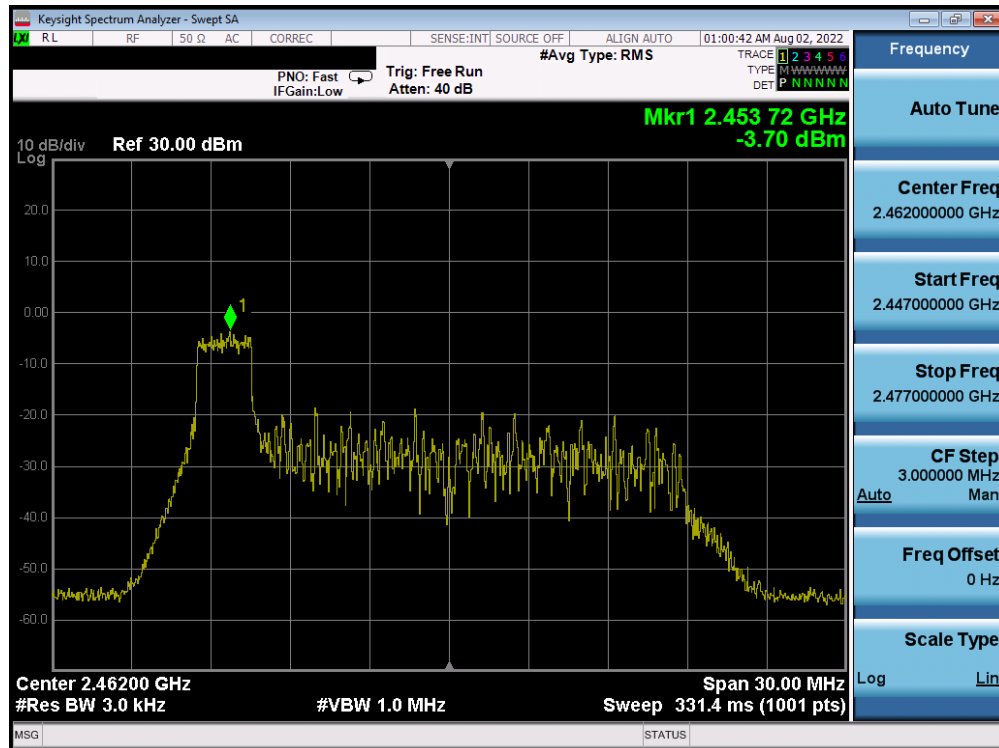 Keysight Spectrum Analyzer - Swept SA
LXI RL RF 50 Ω AC CORREC SENSE:INT SOURCE OFF ALIGN AUTO 01:00:42 AM Aug 02, 2022
#Avg Type: RMS TRACE 1 2 3 4 5 6
PNO: Fast Trig: Free Run TYPE M WWWWW
IFGain:Low Atten: 40 dB DET P N N N N N
Mkr1 2.453 72 GHz
-3.70 dBm
10 dB/div Ref 30.00 dBm
Log
20.0
10.0
0.00
-10.0
-20.0
-30.0
-40.0
-50.0
-60.0
1
Center 2.46200 GHz Span 30.00 MHz
#Res BW 3.0 kHz #VBW 1.0 MHz Sweep 331.4 ms (1001 pts)
MSG STATUS
Frequency
Auto Tune
Center Freq
2.462000000 GHz
Start Freq
2.447000000 GHz
Stop Freq
2.477000000 GHz
CF Step
3.000000 MHz
Auto Man
Freq Offset
0 Hz
Scale Type
Log Lin